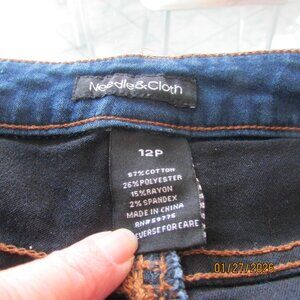 Needle&Cloth
12P
57% COTTON
26% POLYESTER
15% RAYON
2% SPANDEX
MADE IN CHINA
RN#59776
REVERSE FOR CARE
01/27/2025